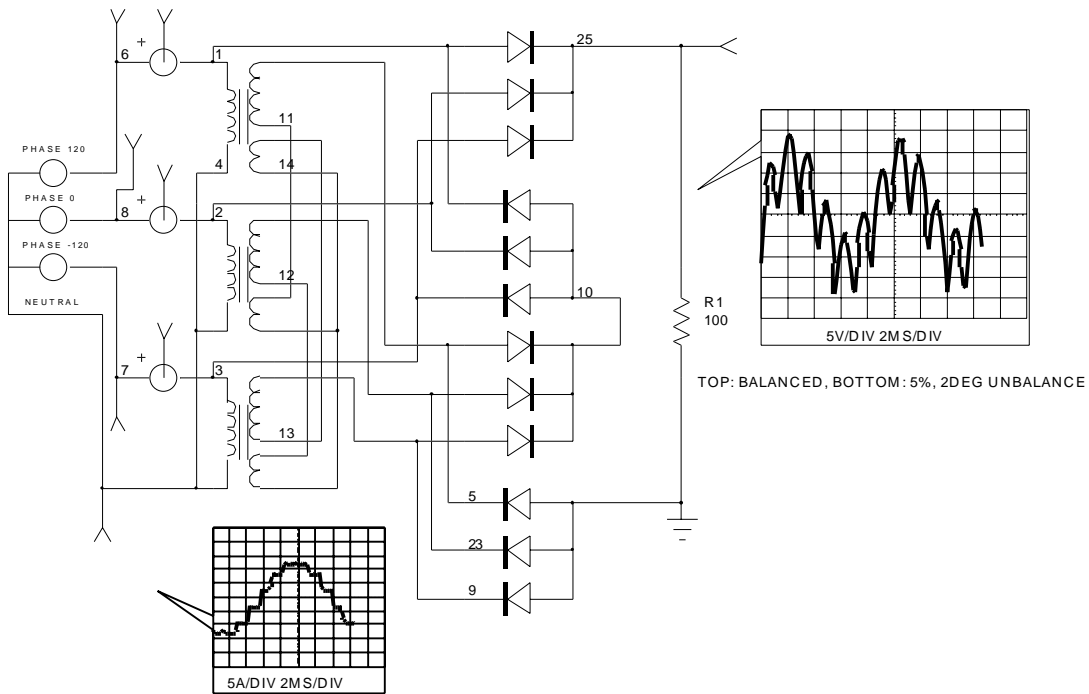 25
6
+
1
11
PHASE 120
4
14
PHASE 0
+
8
2
PHASE -120
12
10
NEUTRAL
R1
100
5V/DIV 2MS/DIV
+
7
3
TOP: BALANCED, BOTTOM: 5%, 2DEG UNBALANCE
13
5
23
9
5A/DIV 2MS/DIV